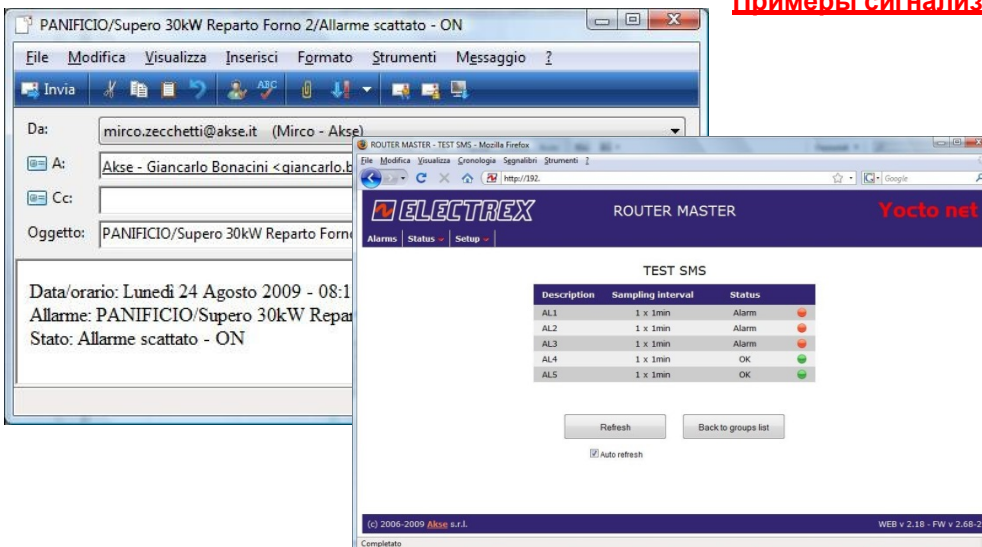 Примеры
PANIFICIO/Supero 30kW Reparto Forno 2/Allarme scattato - ON
File Modifica Visualizza Inserisci Formato Strumenti Messaggio ?
Invia
Da: mirco.zecchetti@akse.it (Mirco - Akse)
A: Akse - Giancarlo Bonacini <giancarlo.b
Cc:
Oggetto: PANIFICIO/Supero 30kW Reparto Forn
Data/orario: Lunedì 24 Agosto 2009 - 08:1
Allarme: PANIFICIO/Supero 30kW Repar
Stato: Allarme scattato - ON
ROUTER MASTER - TEST SMS - Mozilla Firefox
File Modifica Visualizza Cronologia Segnalibri Strumenti ?
http://192.
Google
ELECTREX
ROUTER MASTER
Yocto net
Alarms Status Setup
TEST SMS
Description Sampling interval Status
AL1 1 x 1min Alarm
AL2 1 x 1min Alarm
AL3 1 x 1min Alarm
AL4 1 x 1min OK
AL5 1 x 1min OK
Refresh Back to groups list
Auto refresh
(c) 2006-2009 Akse s.r.l.
WEB v 2.18 - FW v 2.68-2
Completato